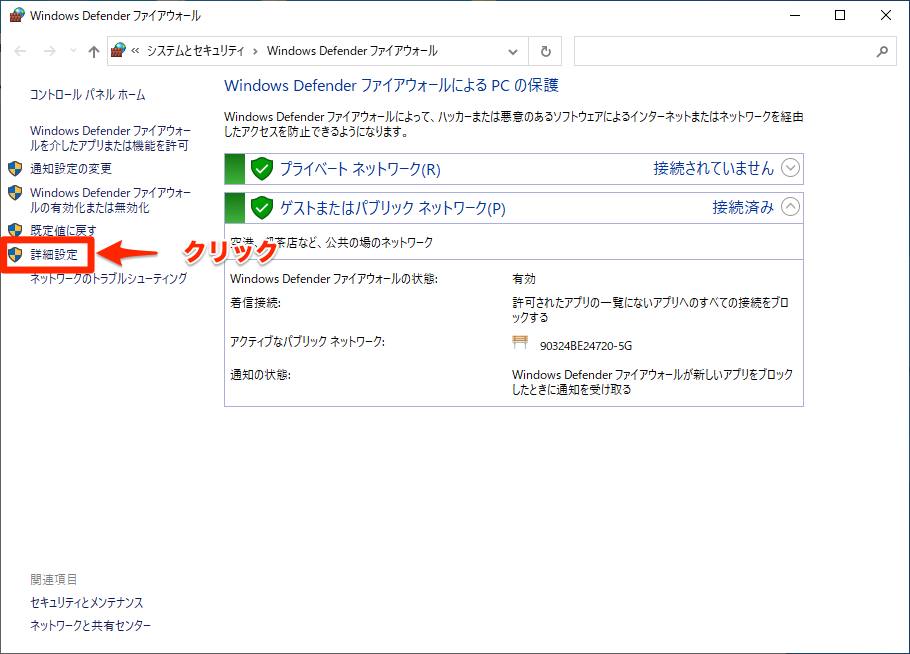 Windows Defender ファイアウォール
« システムとセキュリティ › Windows Defender ファイアウォール
コントロール パネル ホーム
Windows Defender ファイアウォー
ルを介したアプリまたは機能を許可
通知設定の変更
Windows Defender ファイアウォー
ルの有効化または無効化
既定値に戻す
詳細設定
クリック
ネットワークのトラブルシューティング
Windows Defender ファイアウォールによる PC の保護
Windows Defender ファイアウォールによって、ハッカーまたは悪意のあるソフトウェアによるインターネットまたはネットワークを経由
したアクセスを防止できるようになります。
プライベート ネットワーク(R) 接続されていません
ゲストまたはパブリック ネットワーク(P) 接続済み
空港、喫茶店など、公共の場のネットワーク
Windows Defender ファイアウォールの状態: 有効
着信接続: 許可されたアプリの一覧にないアプリへのすべての接続をブロ
ックする
アクティブなパブリック ネットワーク: 90324BE24720-5G
通知の状態: Windows Defender ファイアウォールが新しいアプリをブロック
したときに通知を受け取る
関連項目
セキュリティとメンテナンス
ネットワークと共有センター